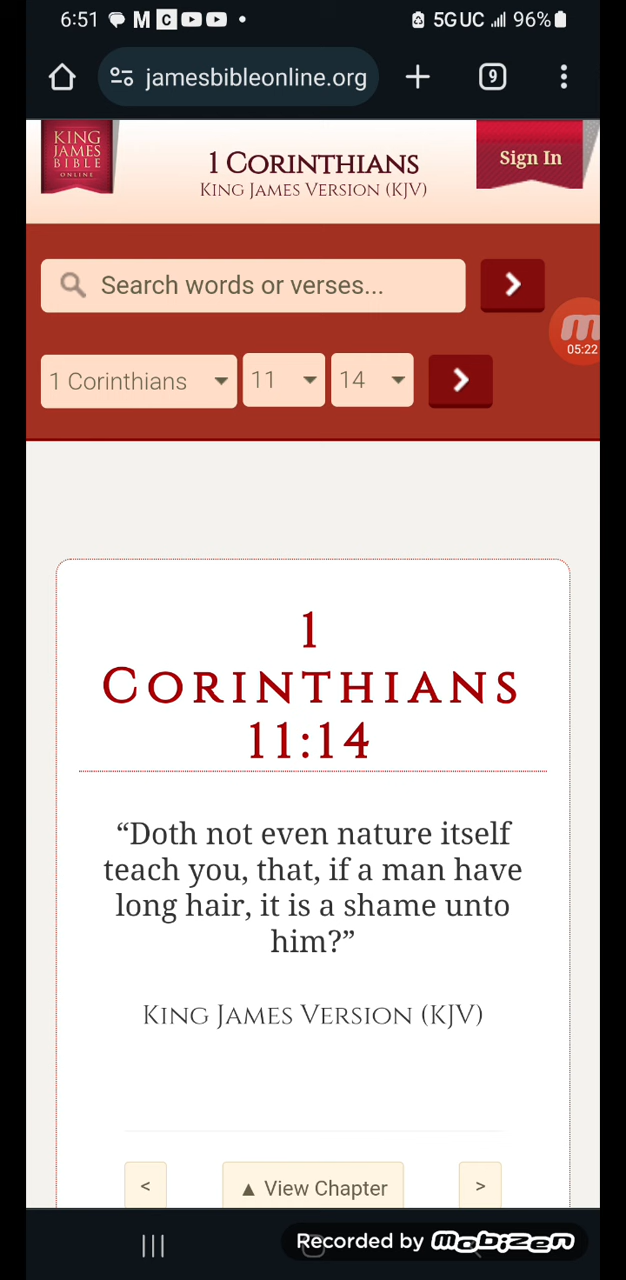 6:51 M C 5G UC 96%
jamesbibleonline.org + 9
KING
JAMES
BIBLE
ONLINE
1 CORINTHIANS
KING JAMES VERSION (KJV)
Sign In
Search words or verses...
05:22
1 Corinthians 11 14
1
CORINTHIANS
11:14
“Doth not even nature itself
teach you, that, if a man have
long hair, it is a shame unto
him?”
KING JAMES VERSION (KJV)
< ▲ View Chapter >
Recorded by mobizen